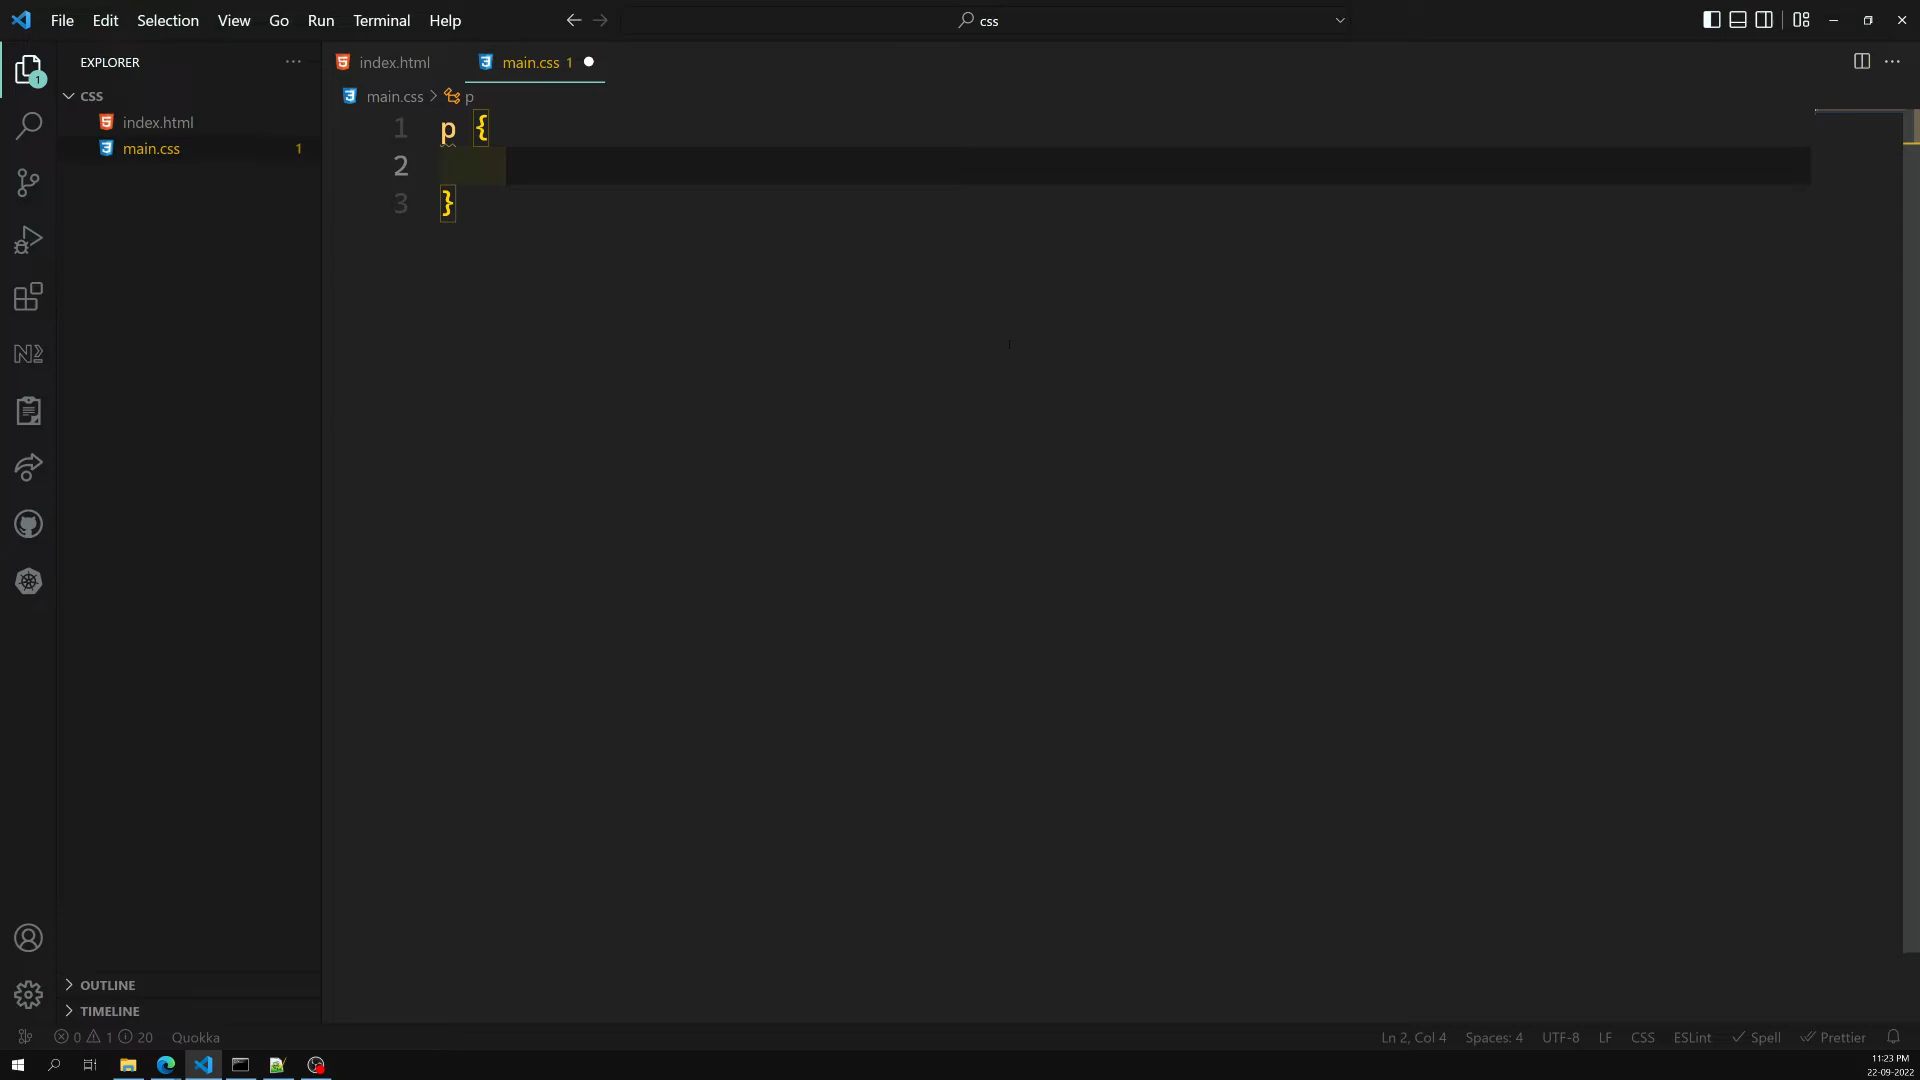 File Edit Selection View Go Run Terminal Help
css
EXPLORER
CSS
index.html
main.css 1
index.html
main.css 1
main.css > p
1 p {
2
3 }
1
OUTLINE
TIMELINE
0 1 20 Quokka
Ln 2, Col 4 Spaces: 4 UTF-8 LF CSS ESLint Spell Prettier
11:23 PM
22-09-2022